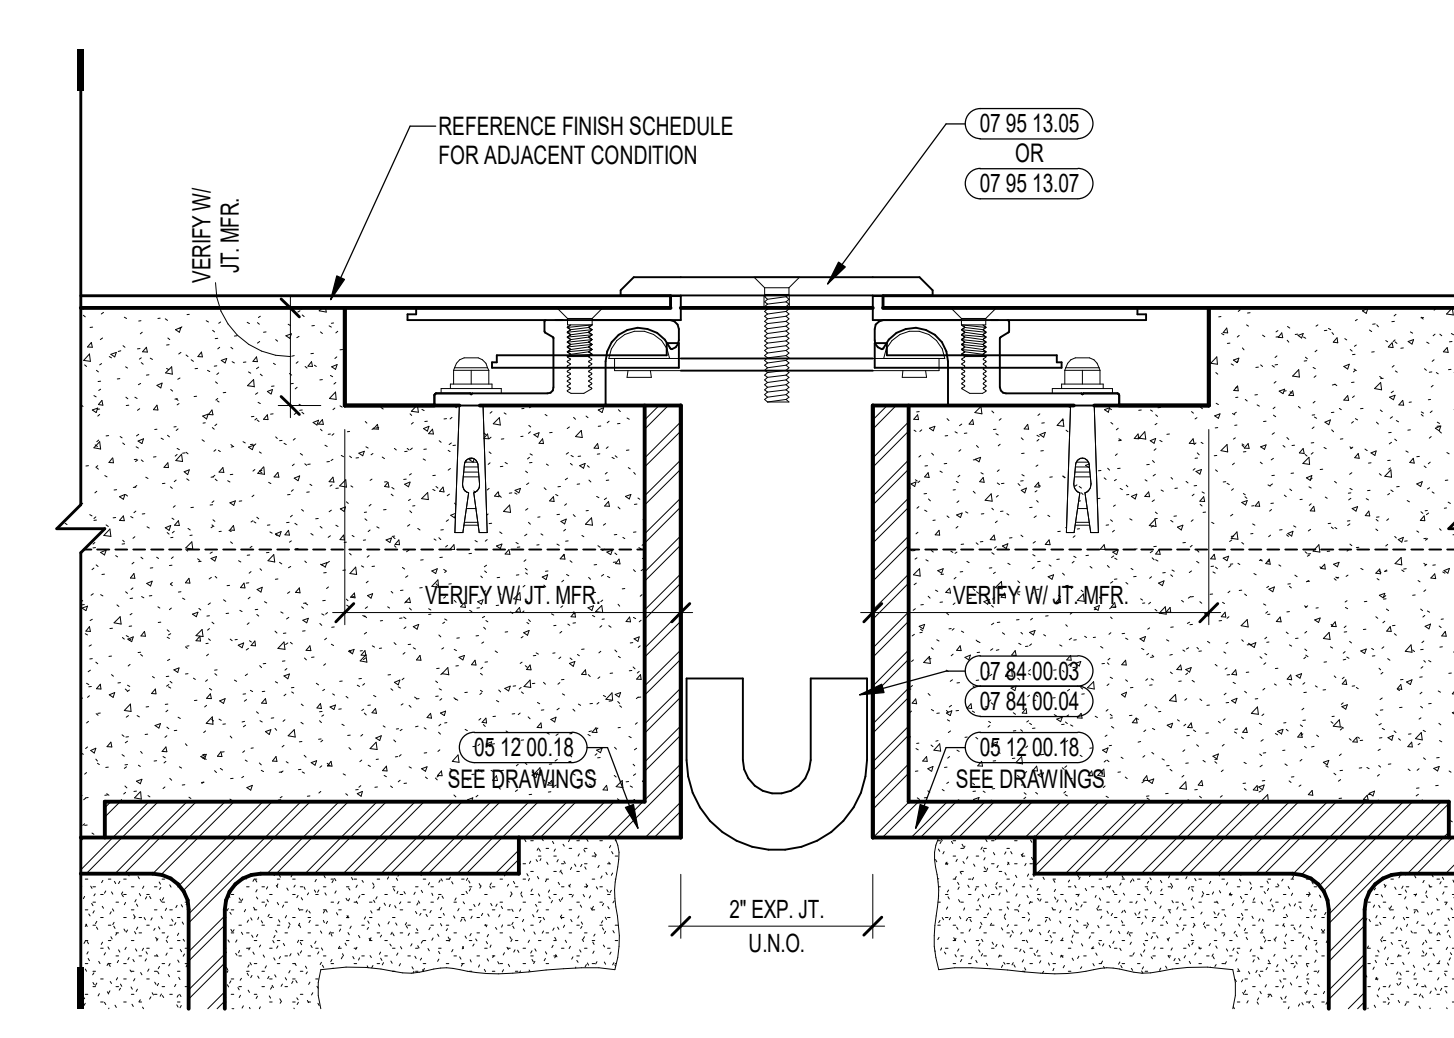 REFERENCE FINISH SCHEDULE
FOR ADJACENT CONDITION
07 95 13.05
OR
07 95 13.07
VERIFY W/
JT. MFR.
VERIFY W/ JT. MFR.
VERIFY W/ JT. MFR.
07 84 00.03
07 84 00.04
05 12 00.18
SEE DRAWINGS
05 12 00.18
SEE DRAWINGS
2" EXP. JT.
U.N.O.